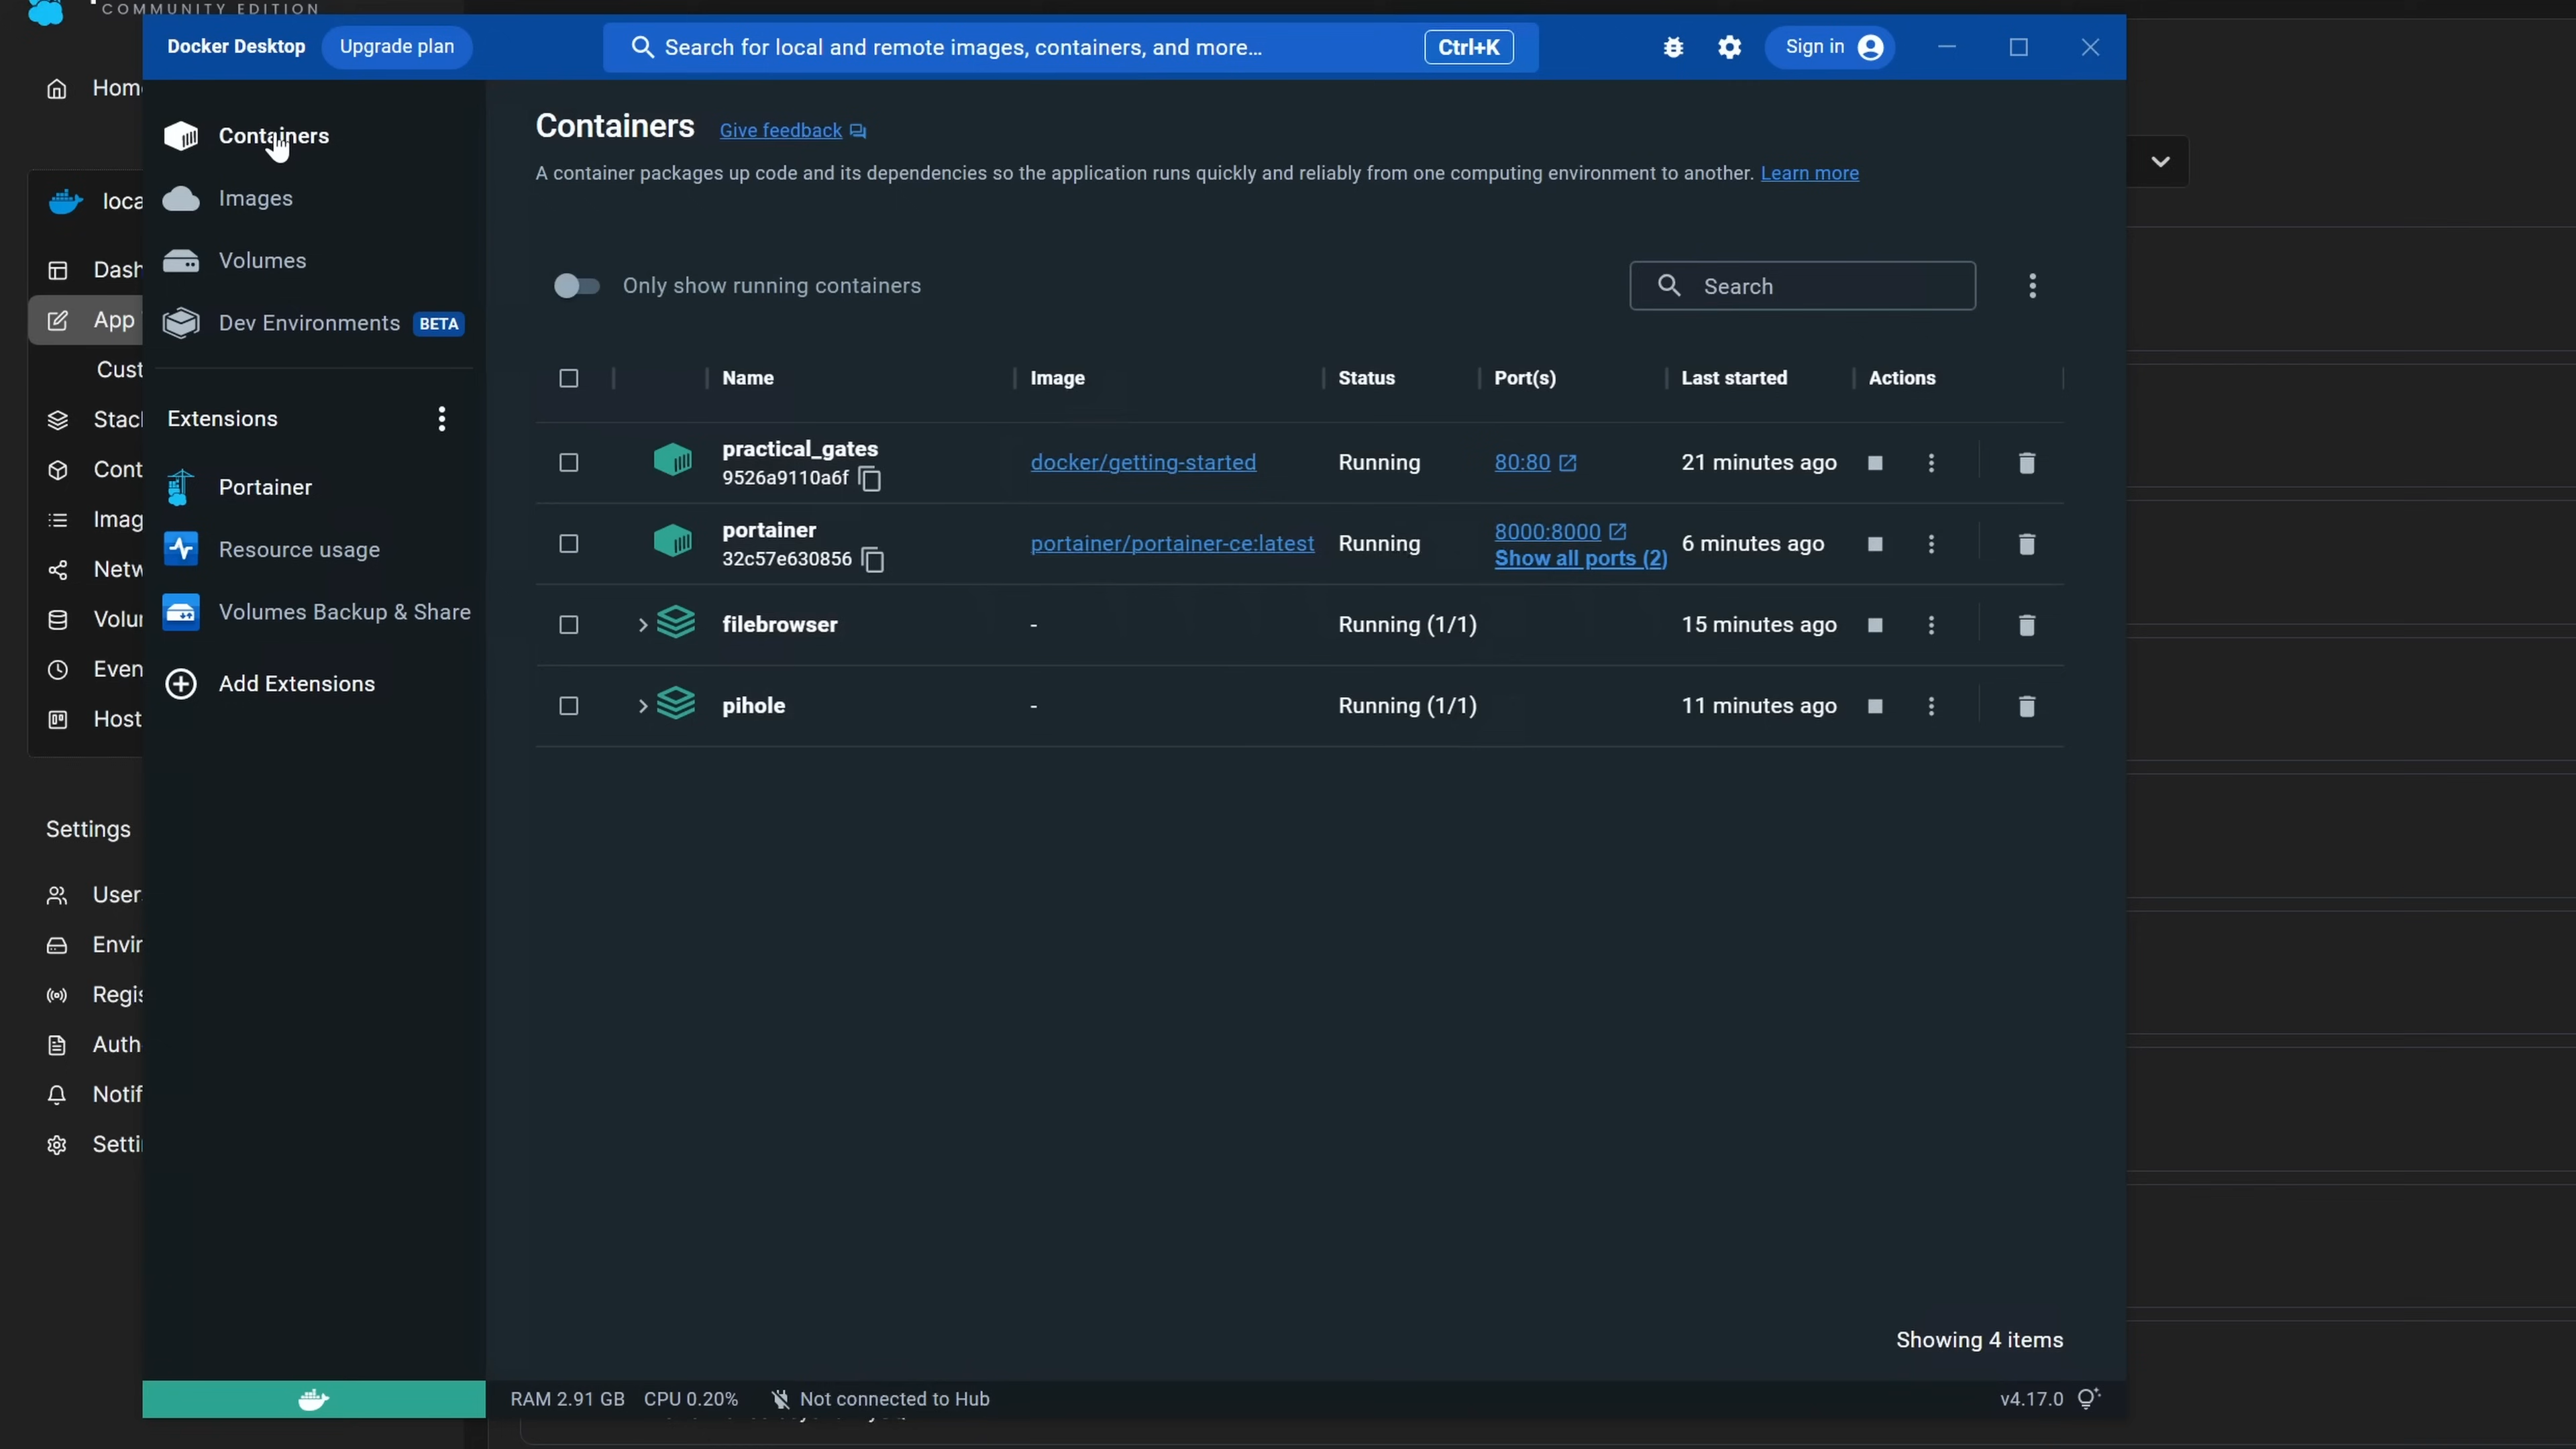 COMMUNITY EDITION
Docker Desktop
Upgrade plan
Search for local and remote images, containers, and more...
Ctrl+K
Sign in
Containers
Images
Volumes
Dev Environments BETA
Extensions
Portainer
Resource usage
Volumes Backup & Share
Add Extensions
Containers
Give feedback
A container packages up code and its dependencies so the application runs quickly and reliably from one computing environment to another. Learn more
Only show running containers
Search
Name Image Status Port(s) Last started Actions
practical_gates
9526a9110a6f
docker/getting-started
Running
80:80
21 minutes ago
portainer
32c57e630856
portainer/portainer-ce:latest
Running
8000:8000
Show all ports (2)
6 minutes ago
filebrowser
-
Running (1/1)
15 minutes ago
pihole
-
Running (1/1)
11 minutes ago
Showing 4 items
RAM 2.91 GB CPU 0.20% Not connected to Hub
v4.17.0
Hom
loca
Dash
App
Cust
Stac
Cont
Imag
Netw
Volu
Even
Host
Settings
User
Envir
Regis
Auth
Notif
Setti